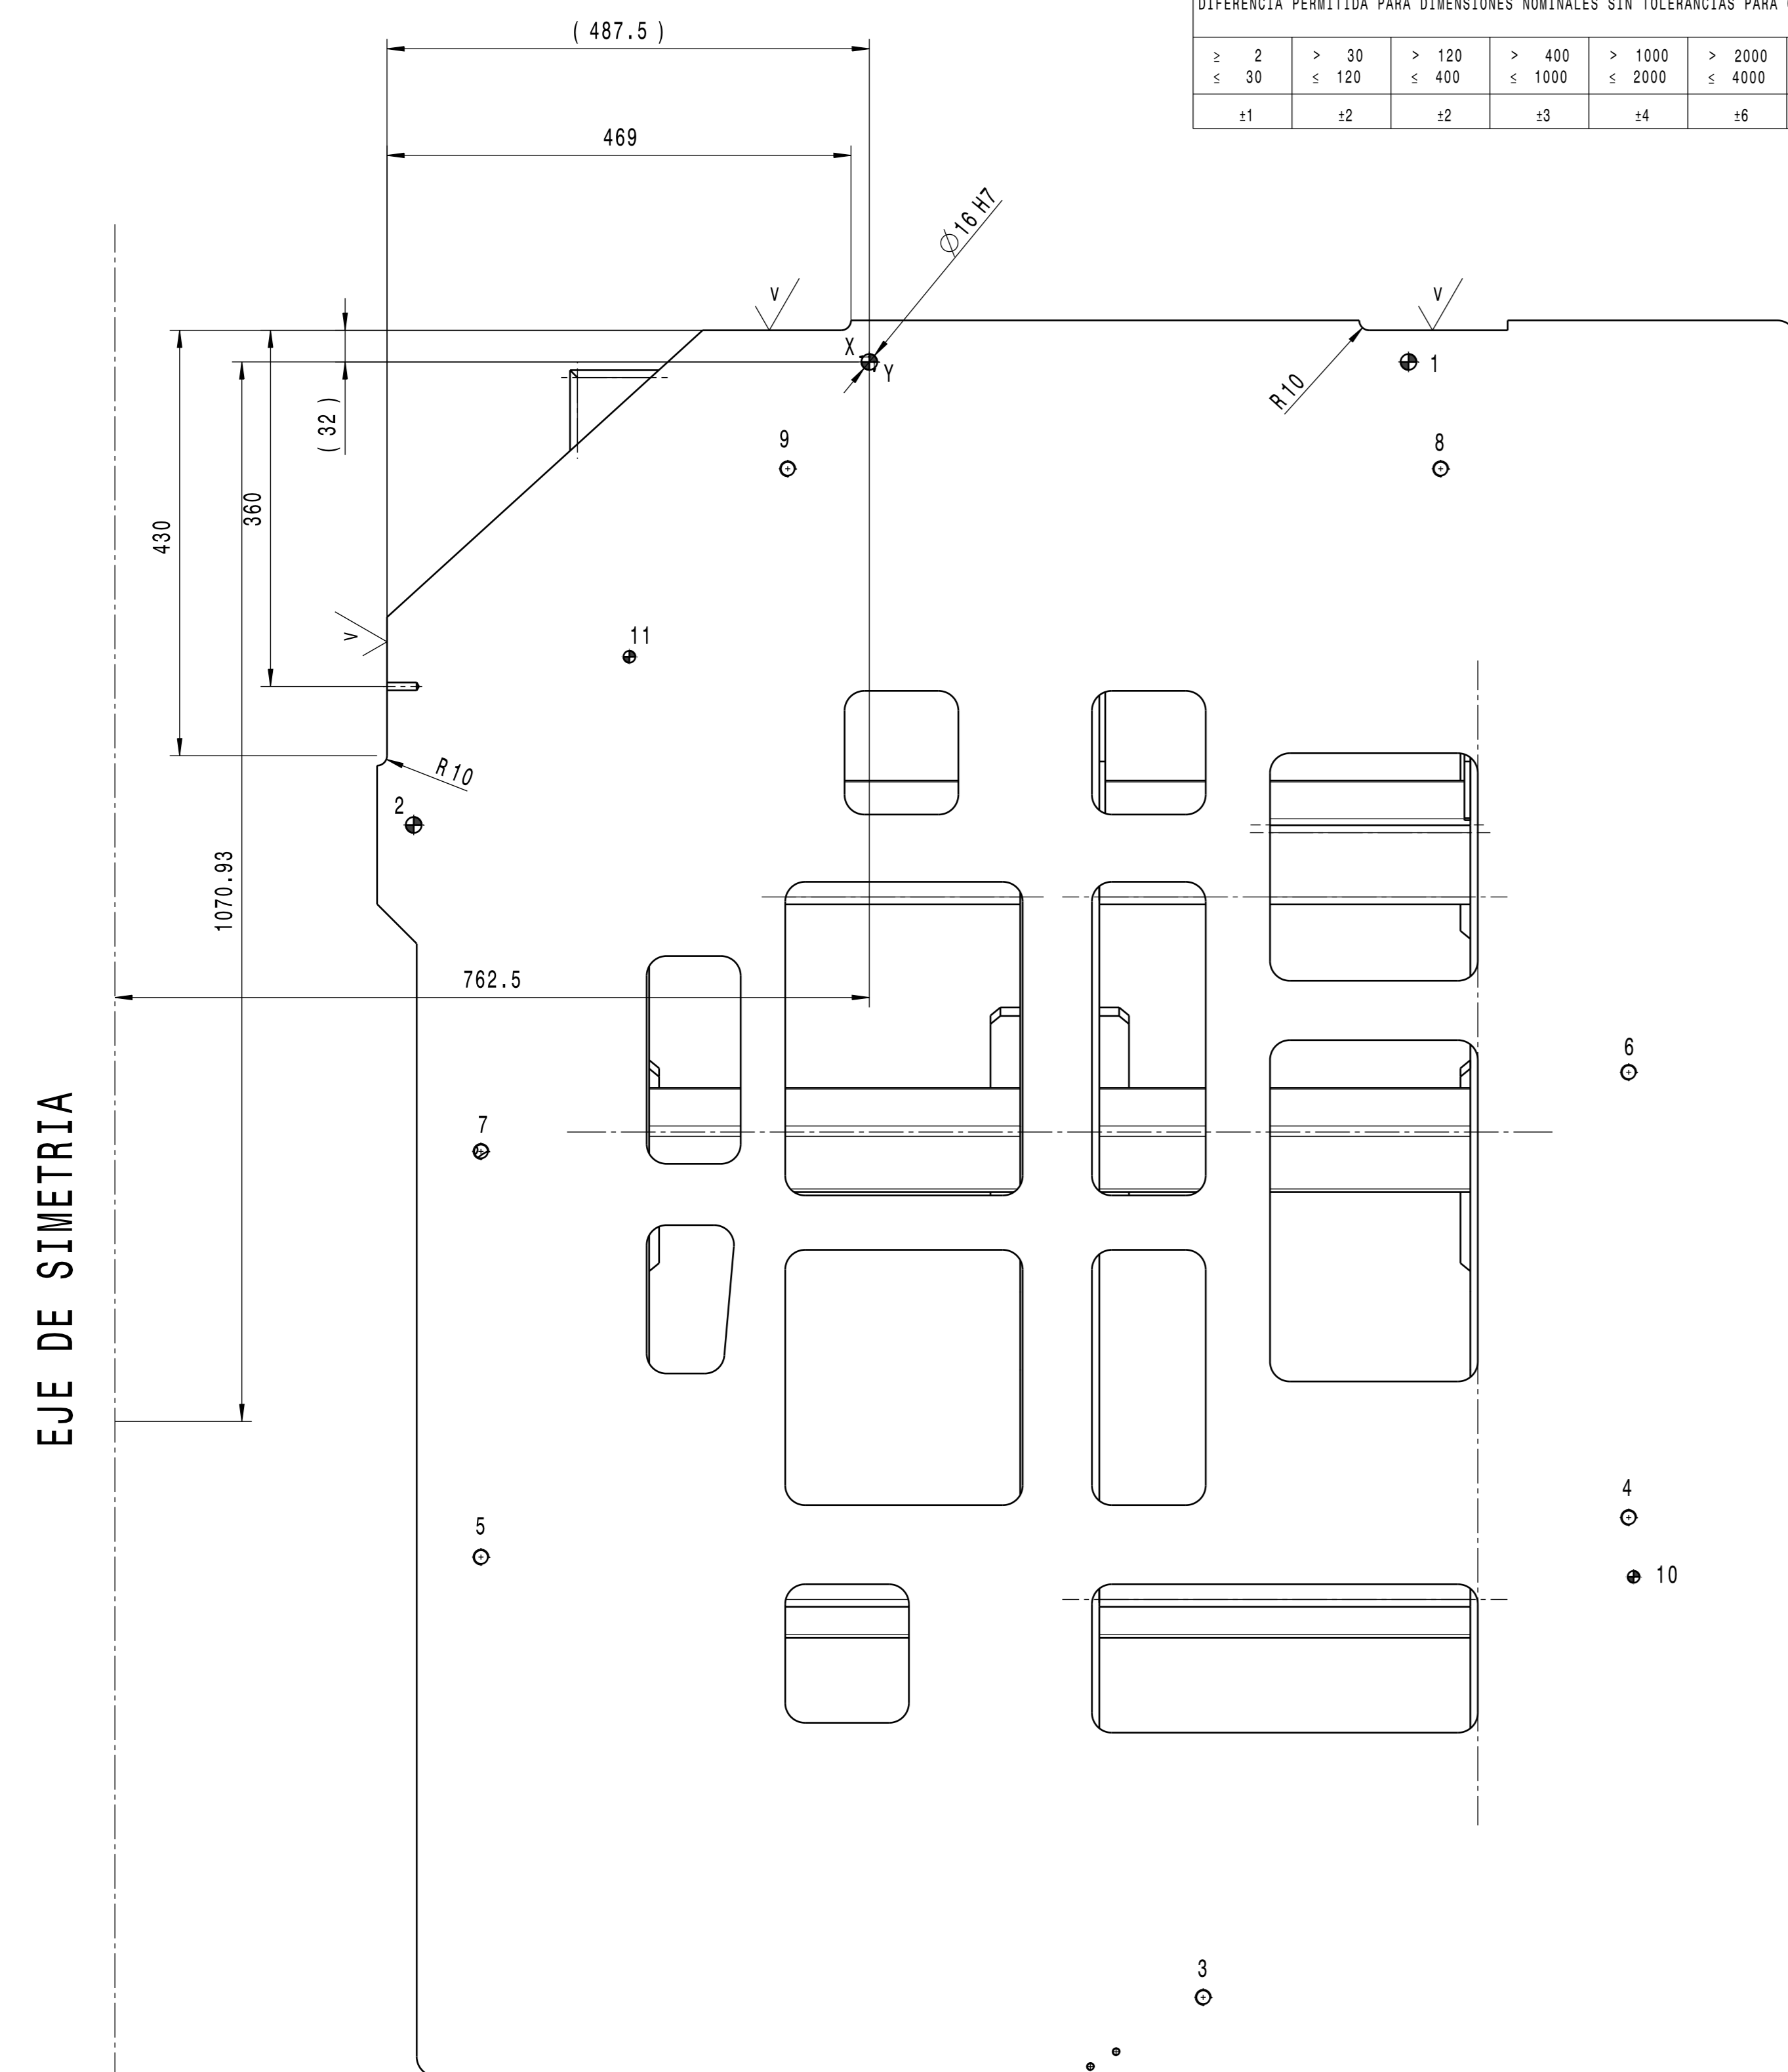 DIFERENCIA PERMITIDA PARA DIMENSIONES NOMINALES SIN TOLERANCIAS PARA
≥ 2 > 30 > 120 > 400 > 1000 > 2000
≤ 30 ≤ 120 ≤ 400 ≤ 1000 ≤ 2000 ≤ 4000
±1 ±2 ±2 ±3 ±4 ±6
( 487.5 )
469
Ø16 H7
V
V
X
Y
1
R10
( 32 )
9
8
360
430
V
11
R10
2
1070.93
762.5
6
7
EJE DE SIMETRIA
4
5
10
3